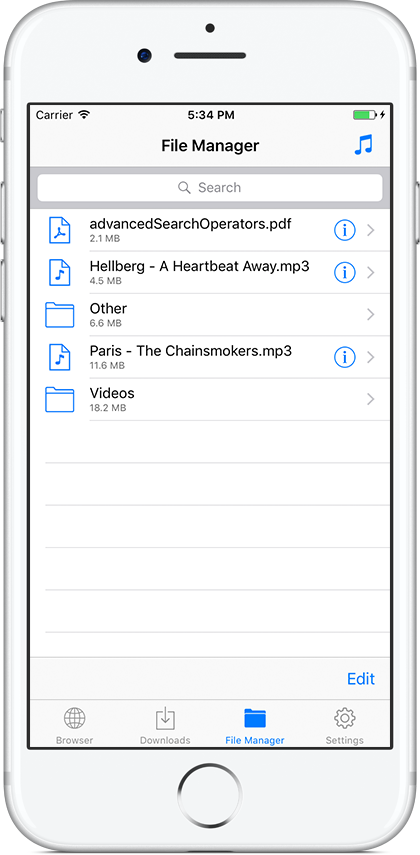 Carrier 5:34 PM
File Manager
Search
advancedSearchOperators.pdf
2.1 MB
Hellberg - A Heartbeat Away.mp3
4.5 MB
Other
6.6 MB
Paris - The Chainsmokers.mp3
11.6 MB
Videos
18.2 MB
Edit
Browser Downloads File Manager Settings